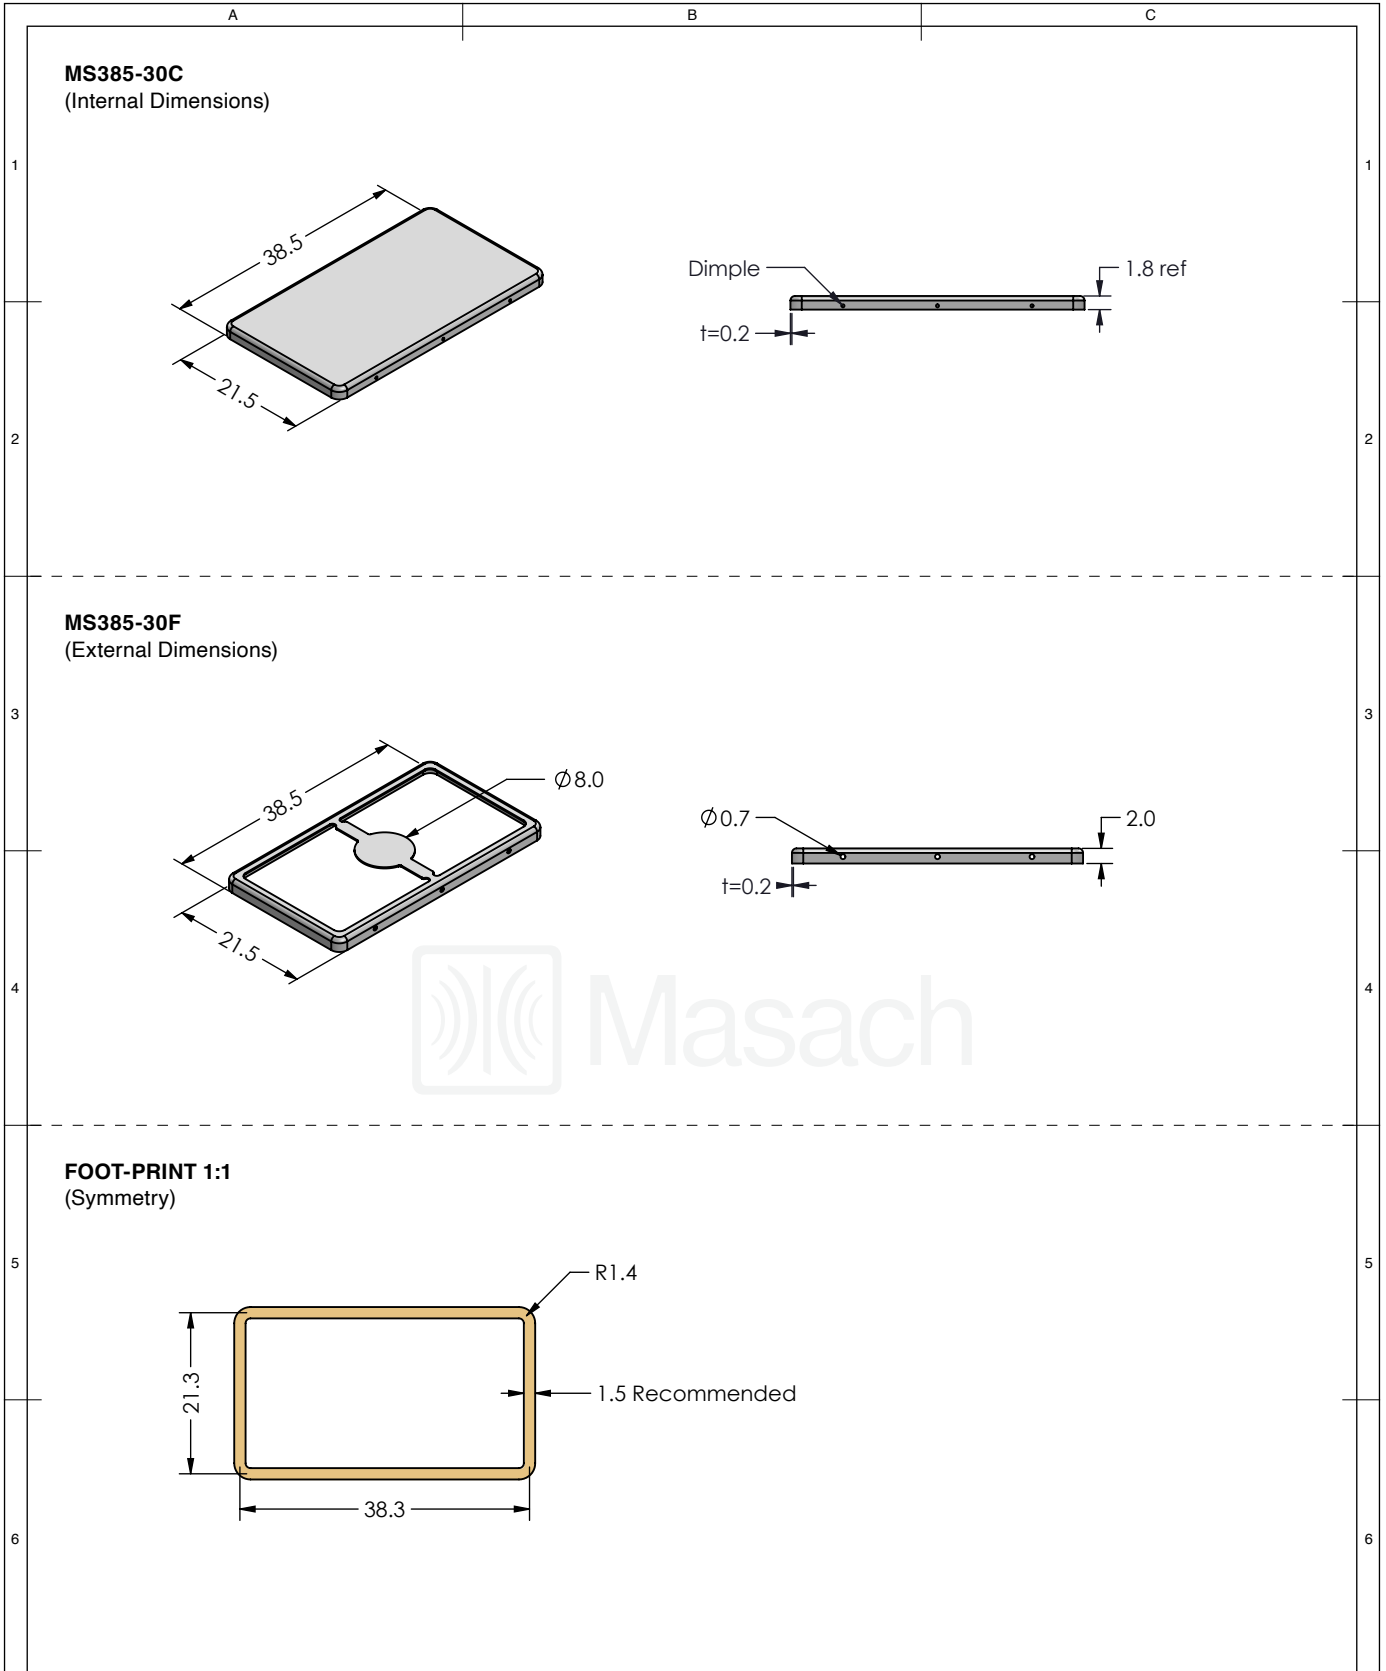 A B C
MS385-30C
(Internal Dimensions)
1 1
38.5
Dimple
1.8 ref
t=0.2
21.5
2 2
MS385-30F
(External Dimensions)
3 3
38.5
Ø8.0
Ø0.7
2.0
t=0.2
21.5
4 4
Masach
FOOT-PRINT 1:1
(Symmetry)
5 5
R1.4
21.3
1.5 Recommended
38.3
6 6